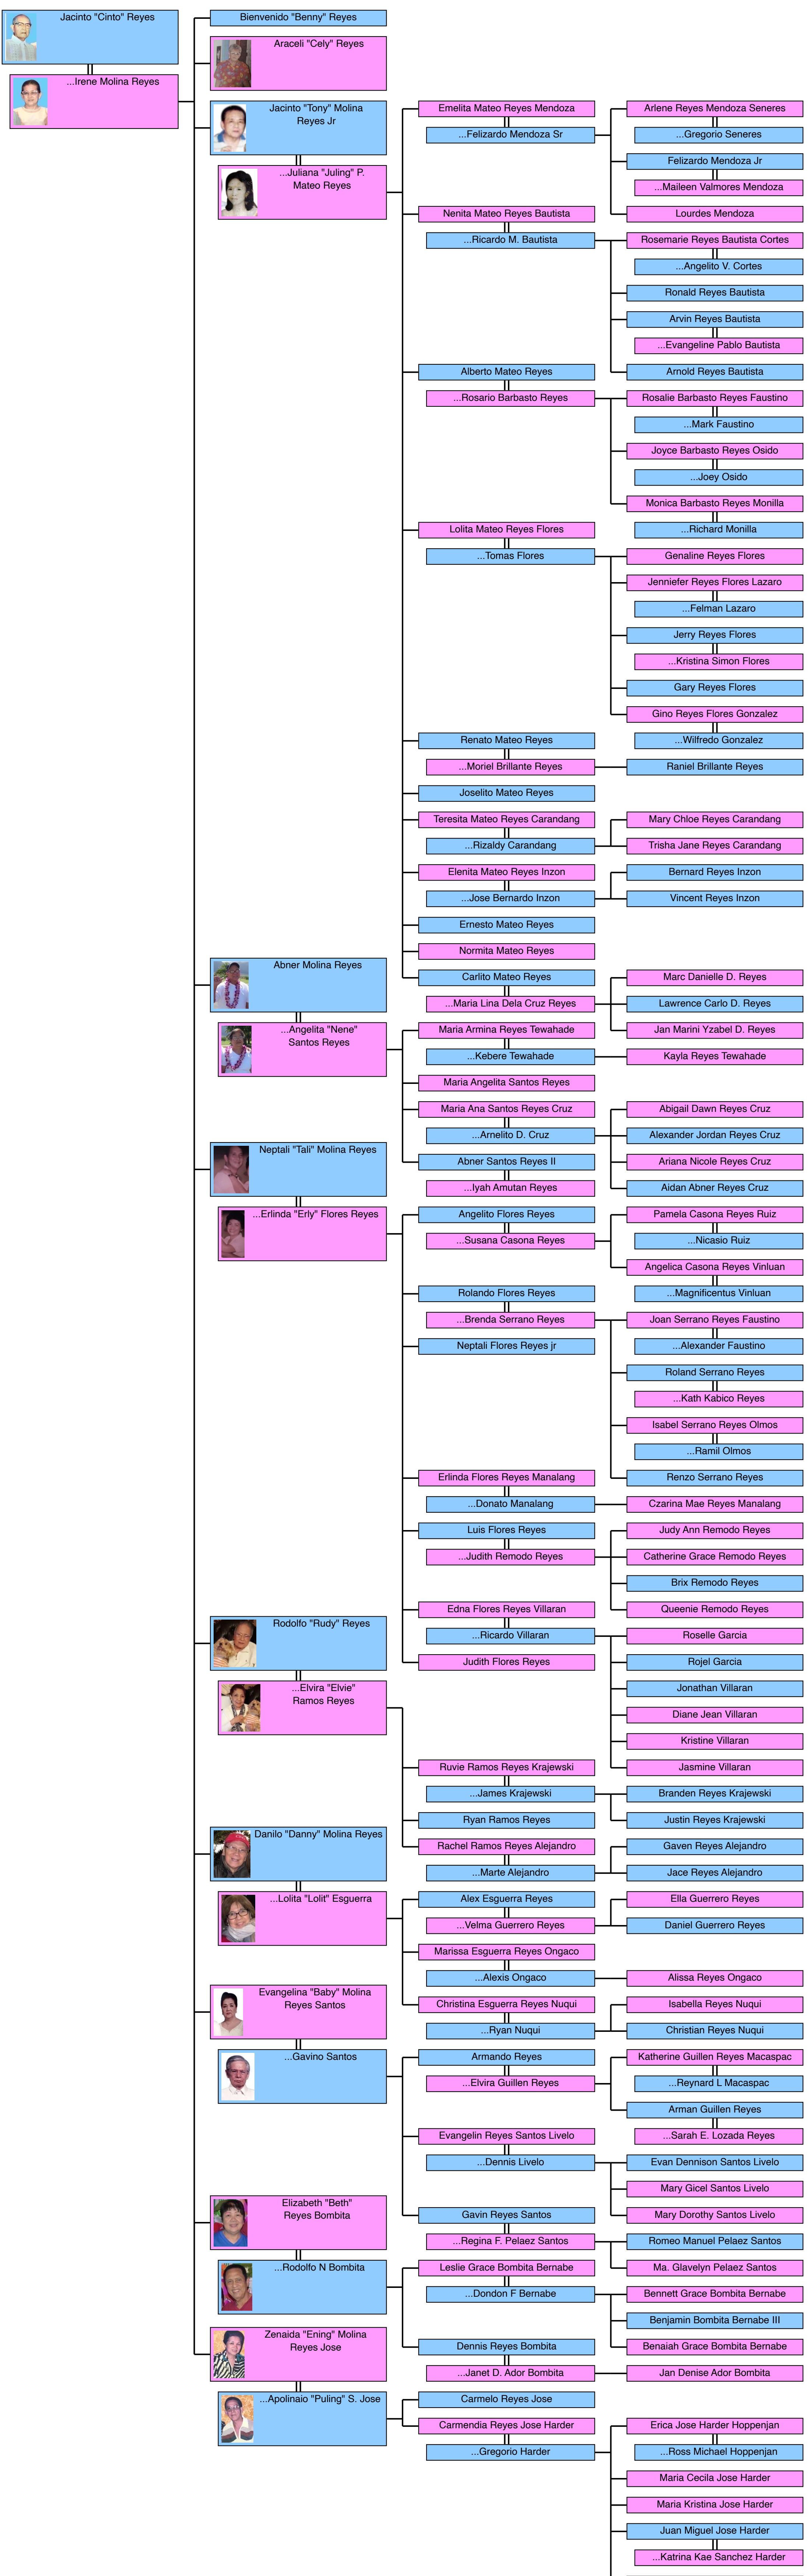 Jacinto "Cinto" Reyes
...Irene Molina Reyes
Bienvenido "Benny" Reyes
Araceli "Cely" Reyes
Jacinto "Tony" Molina
Reyes Jr
...Juliana "Juling" P.
Mateo Reyes
Emelita Mateo Reyes Mendoza
...Felizardo Mendoza Sr
Arlene Reyes Mendoza Seneres
...Gregorio Seneres
Felizardo Mendoza Jr
...Maileen Valmores Mendoza
Lourdes Mendoza
Nenita Mateo Reyes Bautista
...Ricardo M. Bautista
Rosemarie Reyes Bautista Cortes
...Angelito V. Cortes
Ronald Reyes Bautista
Arvin Reyes Bautista
...Evangeline Pablo Bautista
Arnold Reyes Bautista
Alberto Mateo Reyes
...Rosario Barbasto Reyes
Rosalie Barbasto Reyes Faustino
...Mark Faustino
Joyce Barbasto Reyes Osido
...Joey Osido
Monica Barbasto Reyes Monilla
...Richard Monilla
Lolita Mateo Reyes Flores
...Tomas Flores
Genaline Reyes Flores
Jenniefer Reyes Flores Lazaro
...Felman Lazaro
Jerry Reyes Flores
...Kristina Simon Flores
Gary Reyes Flores
Gino Reyes Flores Gonzalez
...Wilfredo Gonzalez
Renato Mateo Reyes
...Moriel Brillante Reyes
Raniel Brillante Reyes
Joselito Mateo Reyes
Teresita Mateo Reyes Carandang
...Rizaldy Carandang
Mary Chloe Reyes Carandang
Trisha Jane Reyes Carandang
Elenita Mateo Reyes Inzon
...Jose Bernardo Inzon
Bernard Reyes Inzon
Vincent Reyes Inzon
Ernesto Mateo Reyes
Normita Mateo Reyes
Carlito Mateo Reyes
...Maria Lina Dela Cruz Reyes
Marc Danielle D. Reyes
Lawrence Carlo D. Reyes
Jan Marini Yzabel D. Reyes
Abner Molina Reyes
...Angelita "Nene"
Santos Reyes
Maria Armina Reyes Tewahade
...Kebere Tewahade
Kayla Reyes Tewahade
Maria Angelita Santos Reyes
Maria Ana Santos Reyes Cruz
...Arnelito D. Cruz
Abigail Dawn Reyes Cruz
Alexander Jordan Reyes Cruz
Ariana Nicole Reyes Cruz
Aidan Abner Reyes Cruz
Abner Santos Reyes II
...Iyah Amutan Reyes
Neptali "Tali" Molina Reyes
...Erlinda "Erly" Flores Reyes
Angelito Flores Reyes
...Susana Casona Reyes
Pamela Casona Reyes Ruiz
...Nicasio Ruiz
Angelica Casona Reyes Vinluan
...Magnificentus Vinluan
Rolando Flores Reyes
...Brenda Serrano Reyes
Joan Serrano Reyes Faustino
...Alexander Faustino
Roland Serrano Reyes
...Kath Kabico Reyes
Isabel Serrano Reyes Olmos
...Ramil Olmos
Renzo Serrano Reyes
Neptali Flores Reyes jr
Erlinda Flores Reyes Manalang
...Donato Manalang
Czarina Mae Reyes Manalang
Luis Flores Reyes
...Judith Remodo Reyes
Judy Ann Remodo Reyes
Catherine Grace Remodo Reyes
Brix Remodo Reyes
Queenie Remodo Reyes
Edna Flores Reyes Villaran
...Ricardo Villaran
Roselle Garcia
Rojel Garcia
Jonathan Villaran
Diane Jean Villaran
Kristine Villaran
Jasmine Villaran
Judith Flores Reyes
Rodolfo "Rudy" Reyes
...Elvira "Elvie"
Ramos Reyes
Ruvie Ramos Reyes Krajewski
...James Krajewski
Branden Reyes Krajewski
Justin Reyes Krajewski
Ryan Ramos Reyes
Rachel Ramos Reyes Alejandro
...Marte Alejandro
Gaven Reyes Alejandro
Jace Reyes Alejandro
Danilo "Danny" Molina Reyes
...Lolita "Lolit" Esguerra
Alex Esguerra Reyes
...Velma Guerrero Reyes
Ella Guerrero Reyes
Daniel Guerrero Reyes
Marissa Esguerra Reyes Ongaco
...Alexis Ongaco
Alissa Reyes Ongaco
Christina Esguerra Reyes Nuqui
...Ryan Nuqui
Isabella Reyes Nuqui
Christian Reyes Nuqui
Evangelina "Baby" Molina
Reyes Santos
...Gavino Santos
Armando Reyes
...Elvira Guillen Reyes
Katherine Guillen Reyes Macaspac
...Reynard L Macaspac
Arman Guillen Reyes
...Sarah E. Lozada Reyes
Evangelin Reyes Santos Livelo
...Dennis Livelo
Evan Dennison Santos Livelo
Mary Gicel Santos Livelo
Mary Dorothy Santos Livelo
Gavin Reyes Santos
...Regina F. Pelaez Santos
Romeo Manuel Pelaez Santos
Ma. Glavelyn Pelaez Santos
Elizabeth "Beth"
Reyes Bombita
...Rodolfo N Bombita
Leslie Grace Bombita Bernabe
...Dondon F Bernabe
Bennett Grace Bombita Bernabe
Benjamin Bombita Bernabe III
Benaiah Grace Bombita Bernabe
Dennis Reyes Bombita
...Janet D. Ador Bombita
Jan Denise Ador Bombita
Zenaida "Ening" Molina
Reyes Jose
...Apolinaio "Puling" S. Jose
Carmelo Reyes Jose
Carmendia Reyes Jose Harder
...Gregorio Harder
Erica Jose Harder Hoppenjan
...Ross Michael Hoppenjan
Maria Cecila Jose Harder
Maria Kristina Jose Harder
Juan Miguel Jose Harder
...Katrina Kae Sanchez Harder